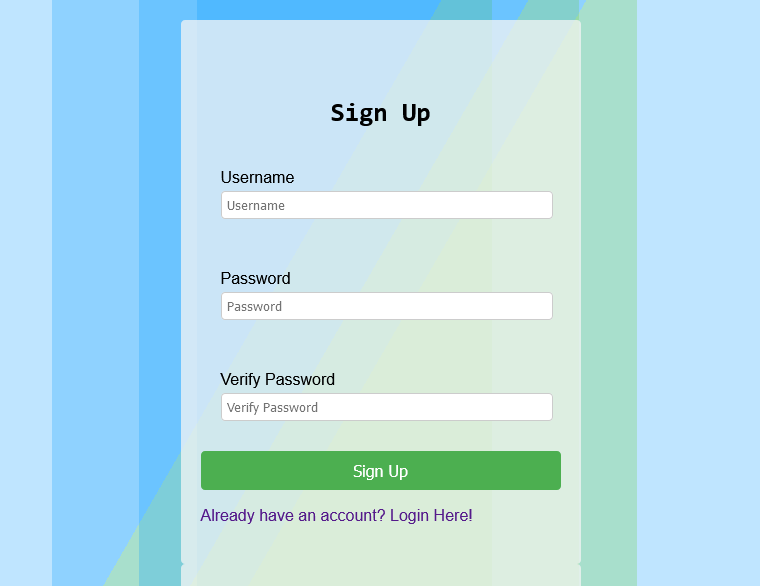 Sign Up
Username
Username
Password
Password
Verify Password
Verify Password
Sign Up
Already have an account? Login Here!